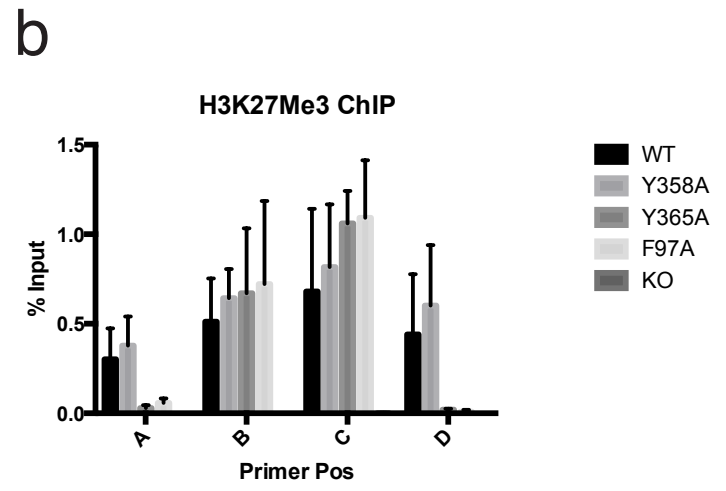 b
H3K27Me3 ChIP
1.5
1.0
0.5
0.0
% Input
A
B
C
D
Primer Pos
WT
Y358A
Y365A
F97A
KO